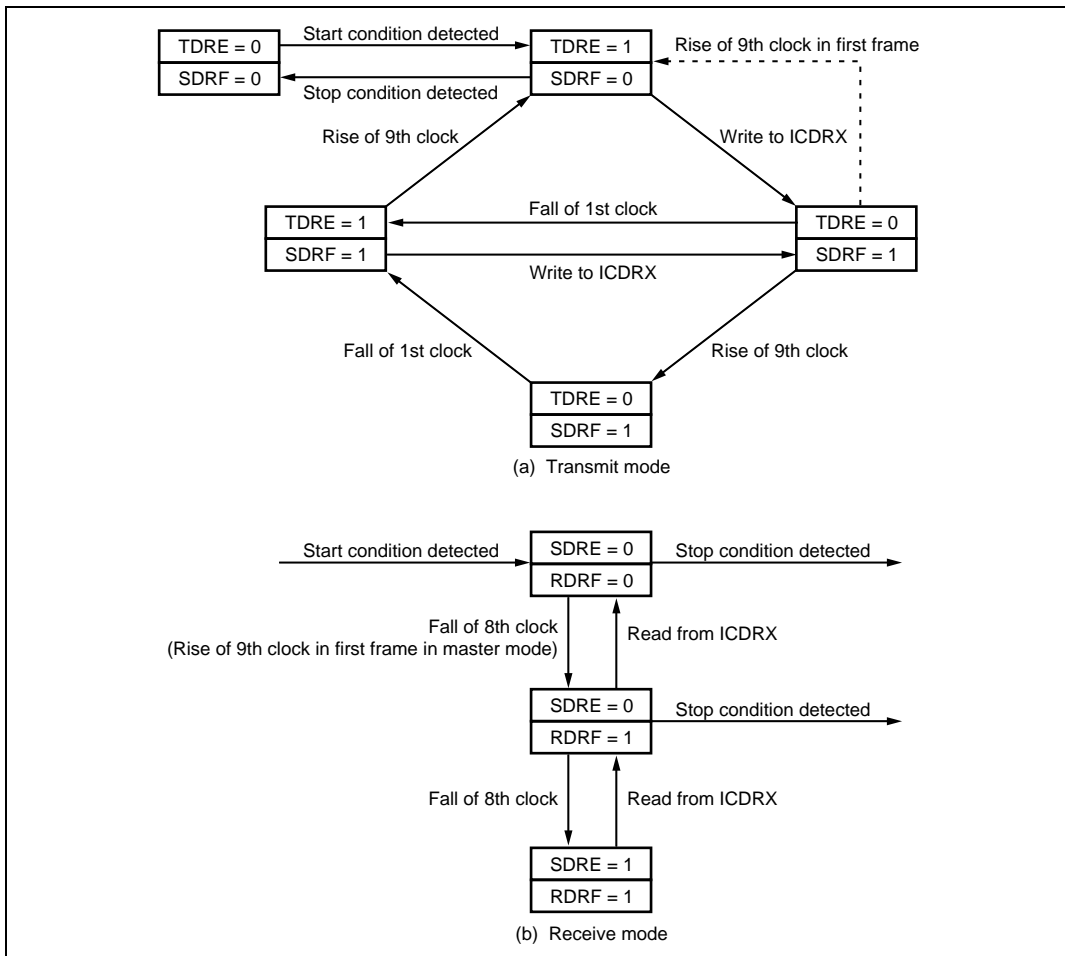 TDRE = 0
SDRF = 0
Start condition detected
Stop condition detected
TDRE = 1
SDRF = 0
Rise of 9th clock in first frame
Rise of 9th clock
Write to ICDRX
TDRE = 1
SDRF = 1
Fall of 1st clock
Write to ICDRX
TDRE = 0
SDRF = 1
Fall of 1st clock
Rise of 9th clock
TDRE = 0
SDRF = 1
(a) Transmit mode
Start condition detected
SDRE = 0
RDRF = 0
Stop condition detected
Fall of 8th clock
(Rise of 9th clock in first frame in master mode)
Read from ICDRX
SDRE = 0
RDRF = 1
Stop condition detected
Fall of 8th clock
Read from ICDRX
SDRE = 1
RDRF = 1
(b) Receive mode